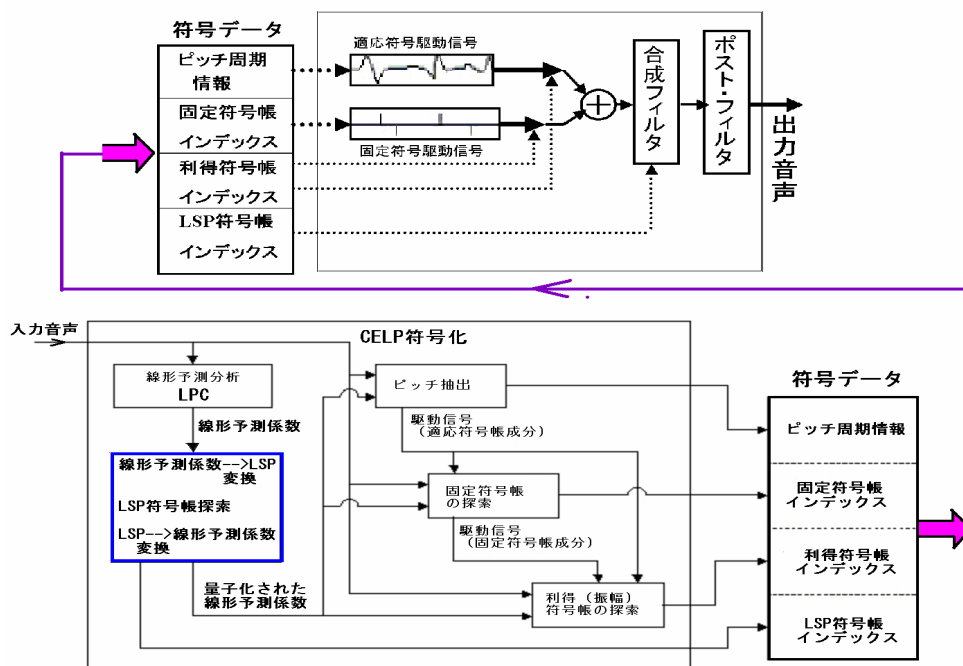 符号データ
ピッチ周期
情報
固定符号帳
インデックス
利得符号帳
インデックス
LSP符号帳
インデックス
適応符号駆動信号
固定符号駆動信号
合成フィルタ
ポスト・フィルタ
出力音声
入力音声
CELP符号化
線形予測分析
LPC
線形予測係数
線形予測係数-->LSP
変換
LSP符号帳探索
LSP-->線形予測係数
変換
量子化された
線形予測係数
ピッチ抽出
駆動信号
(適応符号帳成分)
固定符号帳
の探索
駆動信号
(固定符号帳成分)
利得(振幅)
符号帳の探索
符号データ
ピッチ周期情報
固定符号帳
インデックス
利得符号帳
インデックス
LSP符号帳
インデックス